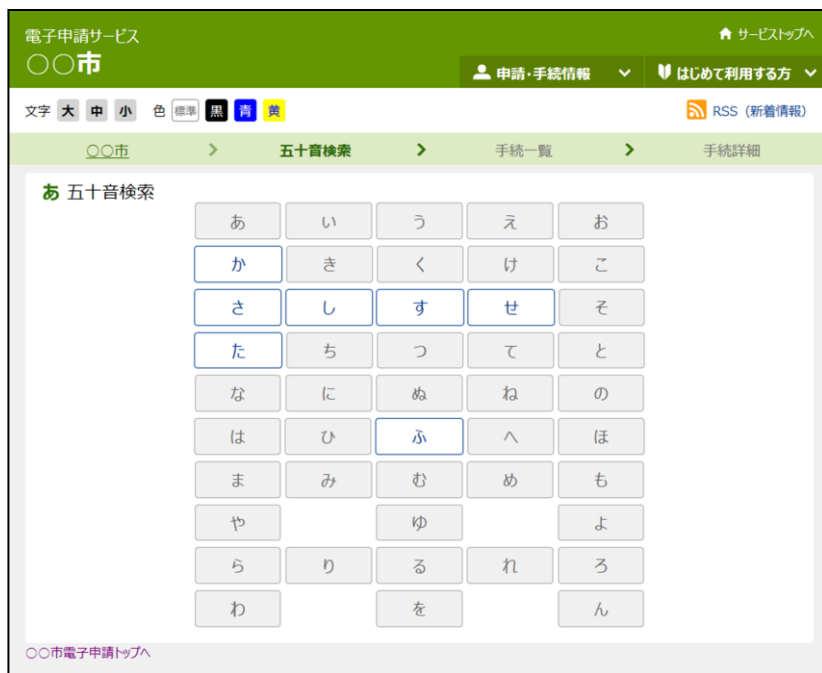 電子申請サービス
サービストップへ
〇〇市
申請・手続情報 はじめて利用する方
文字 大 中 小 色 標準 黒 青 黄 RSS（新着情報）
〇〇市 > 五十音検索 > 手続一覧 > 手続詳細
あ 五十音検索
あ い う え お
か き く け こ
さ し す せ そ
た ち つ て と
な に ぬ ね の
は ひ ふ へ ほ
ま み む め も
や ゆ よ
ら り る れ ろ
わ を ん
〇〇市電子申請トップへ